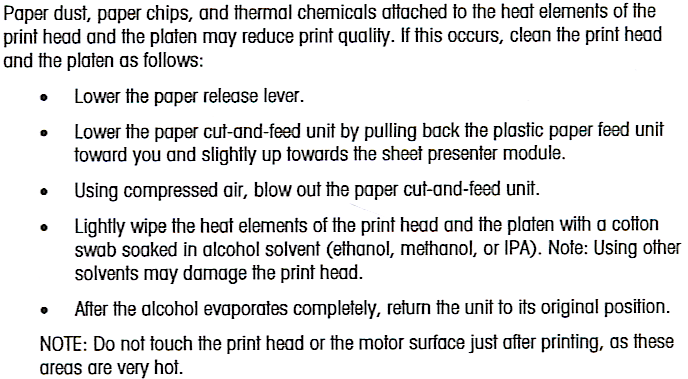 Paper dust, paper chips, and thermal chemicals attached to the heat elements of the
print head and the platen may reduce print quality. If this occurs, clean the print head
and the platen as follows:
• Lower the paper release lever.
• Lower the paper cut-and-feed unit by pulling back the plastic paper feed unit
toward you and slightly up towards the sheet presenter module.
• Using compressed air, blow out the paper cut-and-feed unit.
• Lightly wipe the heat elements of the print head and the platen with a cotton
swab soaked in alcohol solvent (ethanol, methanol, or IPA). Note: Using other
solvents may damage the print head.
• After the alcohol evaporates completely, return the unit to its original position.
NOTE: Do not touch the print head or the motor surface just after printing, as these
areas are very hot.